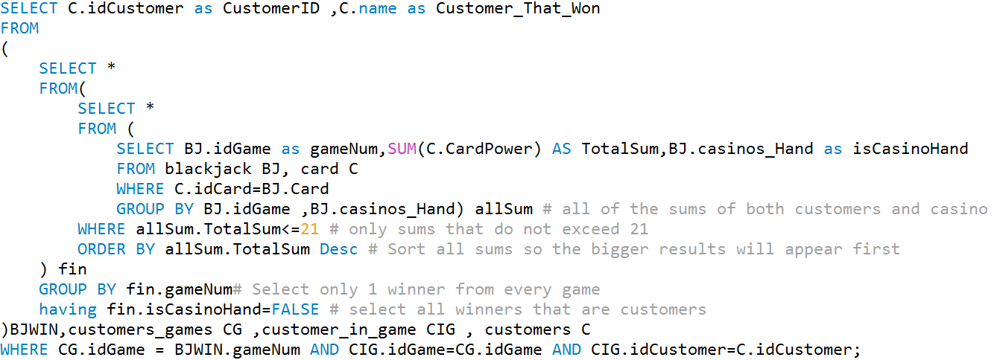 SELECT C.idCustomer as CustomerID ,C.name as Customer_That_Won
FROM
(
    SELECT *
    FROM(
        SELECT *
        FROM (
            SELECT BJ.idGame as gameNum,SUM(C.CardPower) AS TotalSum,BJ.casinos_Hand as isCasinoHand
            FROM blackjack BJ, card C
            WHERE C.idCard=BJ.Card
            GROUP BY BJ.idGame ,BJ.casinos_Hand) allSum # all of the sums of both customers and casino
        WHERE allSum.TotalSum<=21 # only sums that do not exceed 21
        ORDER BY allSum.TotalSum Desc # Sort all sums so the bigger results will appear first
    ) fin
    GROUP BY fin.gameNum# Select only 1 winner from every game
    having fin.isCasinoHand=FALSE # select all winners that are customers
)BJWIN,customers_games CG ,customer_in_game CIG , customers C
WHERE CG.idGame = BJWIN.gameNum AND CIG.idGame=CG.idGame AND CIG.idCustomer=C.idCustomer;